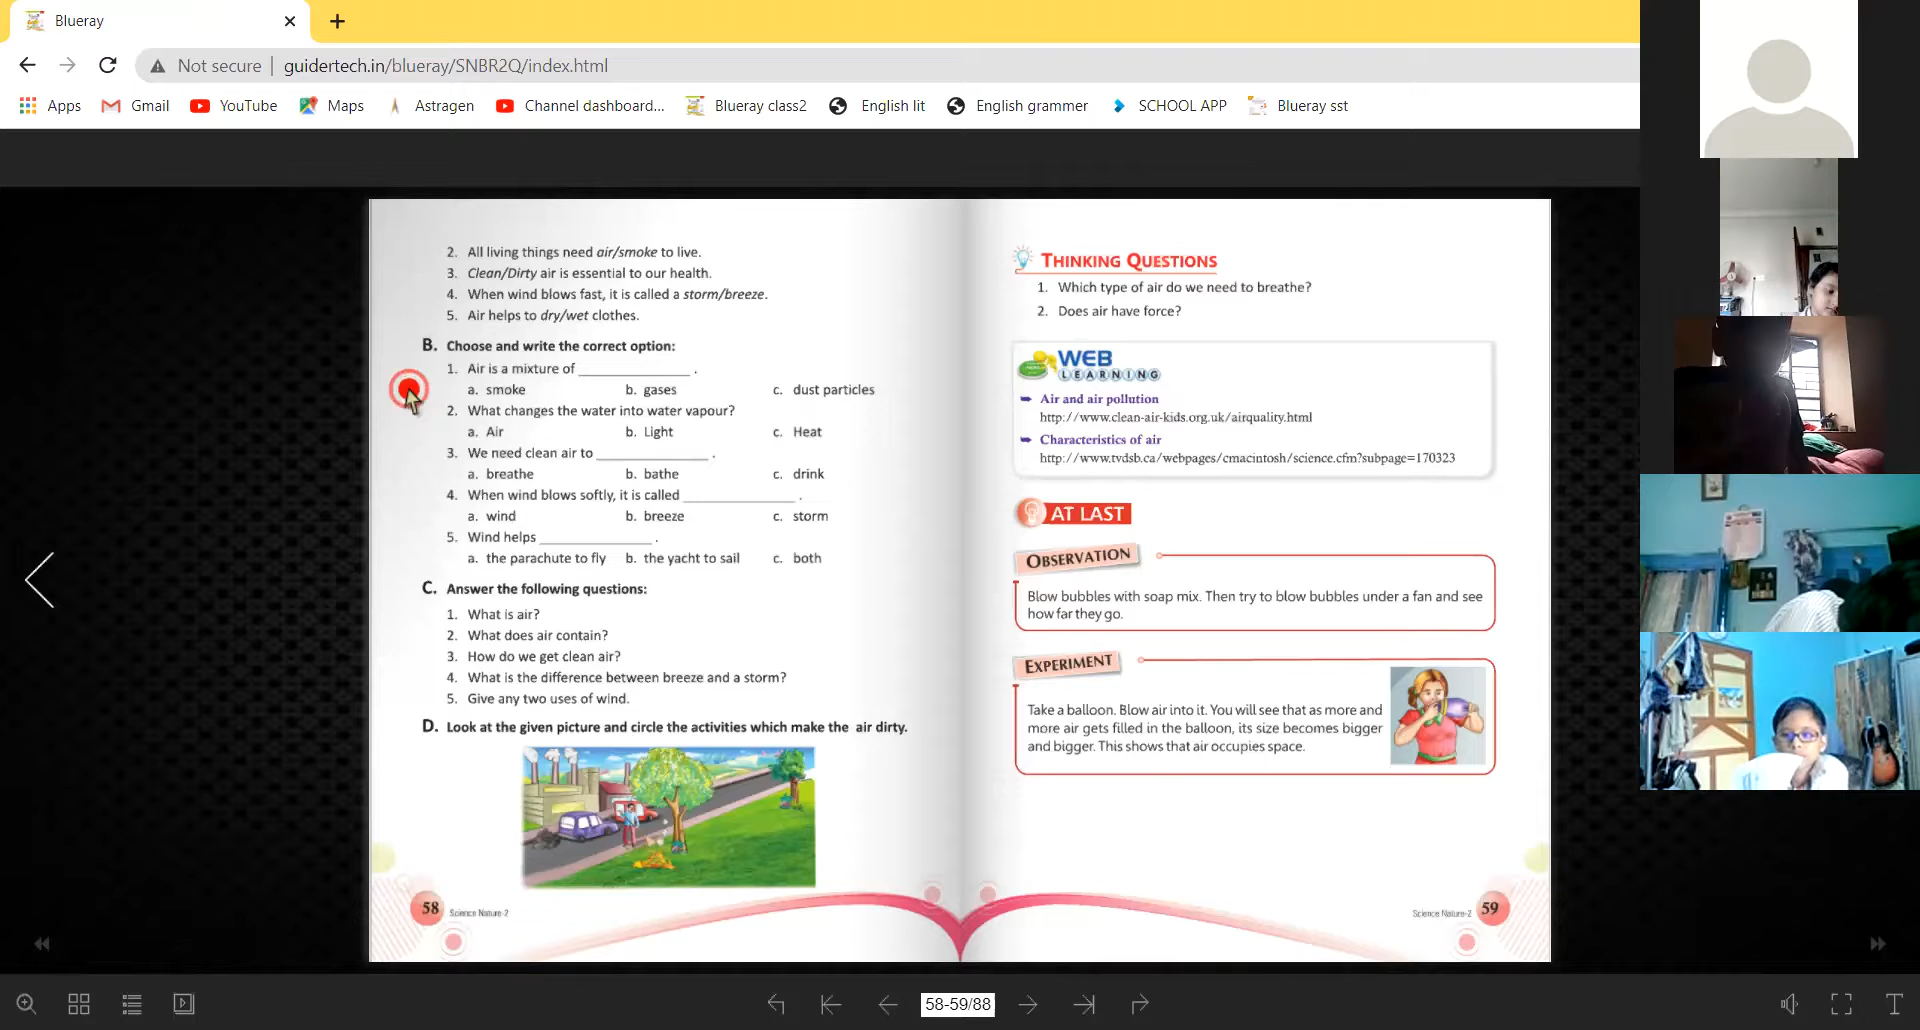 Blueray
Not secure | guidertech.in/blueray/SNBR2Q/index.html
Apps Gmail YouTube Maps Astragen Channel dashboard... Blueray class2 English lit English grammer SCHOOL APP Blueray sst
2. All living things need air/smoke to live.
3. Clean/Dirty air is essential to our health.
4. When wind blows fast, it is called a storm/breeze.
5. Air helps to dry/wet clothes.
B. Choose and write the correct option:
1. Air is a mixture of ____________ .
a. smoke b. gases c. dust particles
2. What changes the water into water vapour?
a. Air b. Light c. Heat
3. We need clean air to ____________ .
a. breathe b. bathe c. drink
4. When wind blows softly, it is called ____________ .
a. wind b. breeze c. storm
5. Wind helps ____________ .
a. the parachute to fly b. the yacht to sail c. both
C. Answer the following questions:
1. What is air?
2. What does air contain?
3. How do we get clean air?
4. What is the difference between breeze and a storm?
5. Give any two uses of wind.
D. Look at the given picture and circle the activities which make the air dirty.
58 Science Nature-2
THINKING QUESTIONS
1. Which type of air do we need to breathe?
2. Does air have force?
WEB
LEARNING
Air and air pollution
http://www.clean-air-kids.org.uk/airquality.html
Characteristics of air
http://www.tvdsb.ca/webpages/cmacintosh/science.cfm?subpage=170323
AT LAST
OBSERVATION
Blow bubbles with soap mix. Then try to blow bubbles under a fan and see
how far they go.
EXPERIMENT
Take a balloon. Blow air into it. You will see that as more and
more air gets filled in the balloon, its size becomes bigger
and bigger. This shows that air occupies space.
Science Nature-2 59
58-59/88